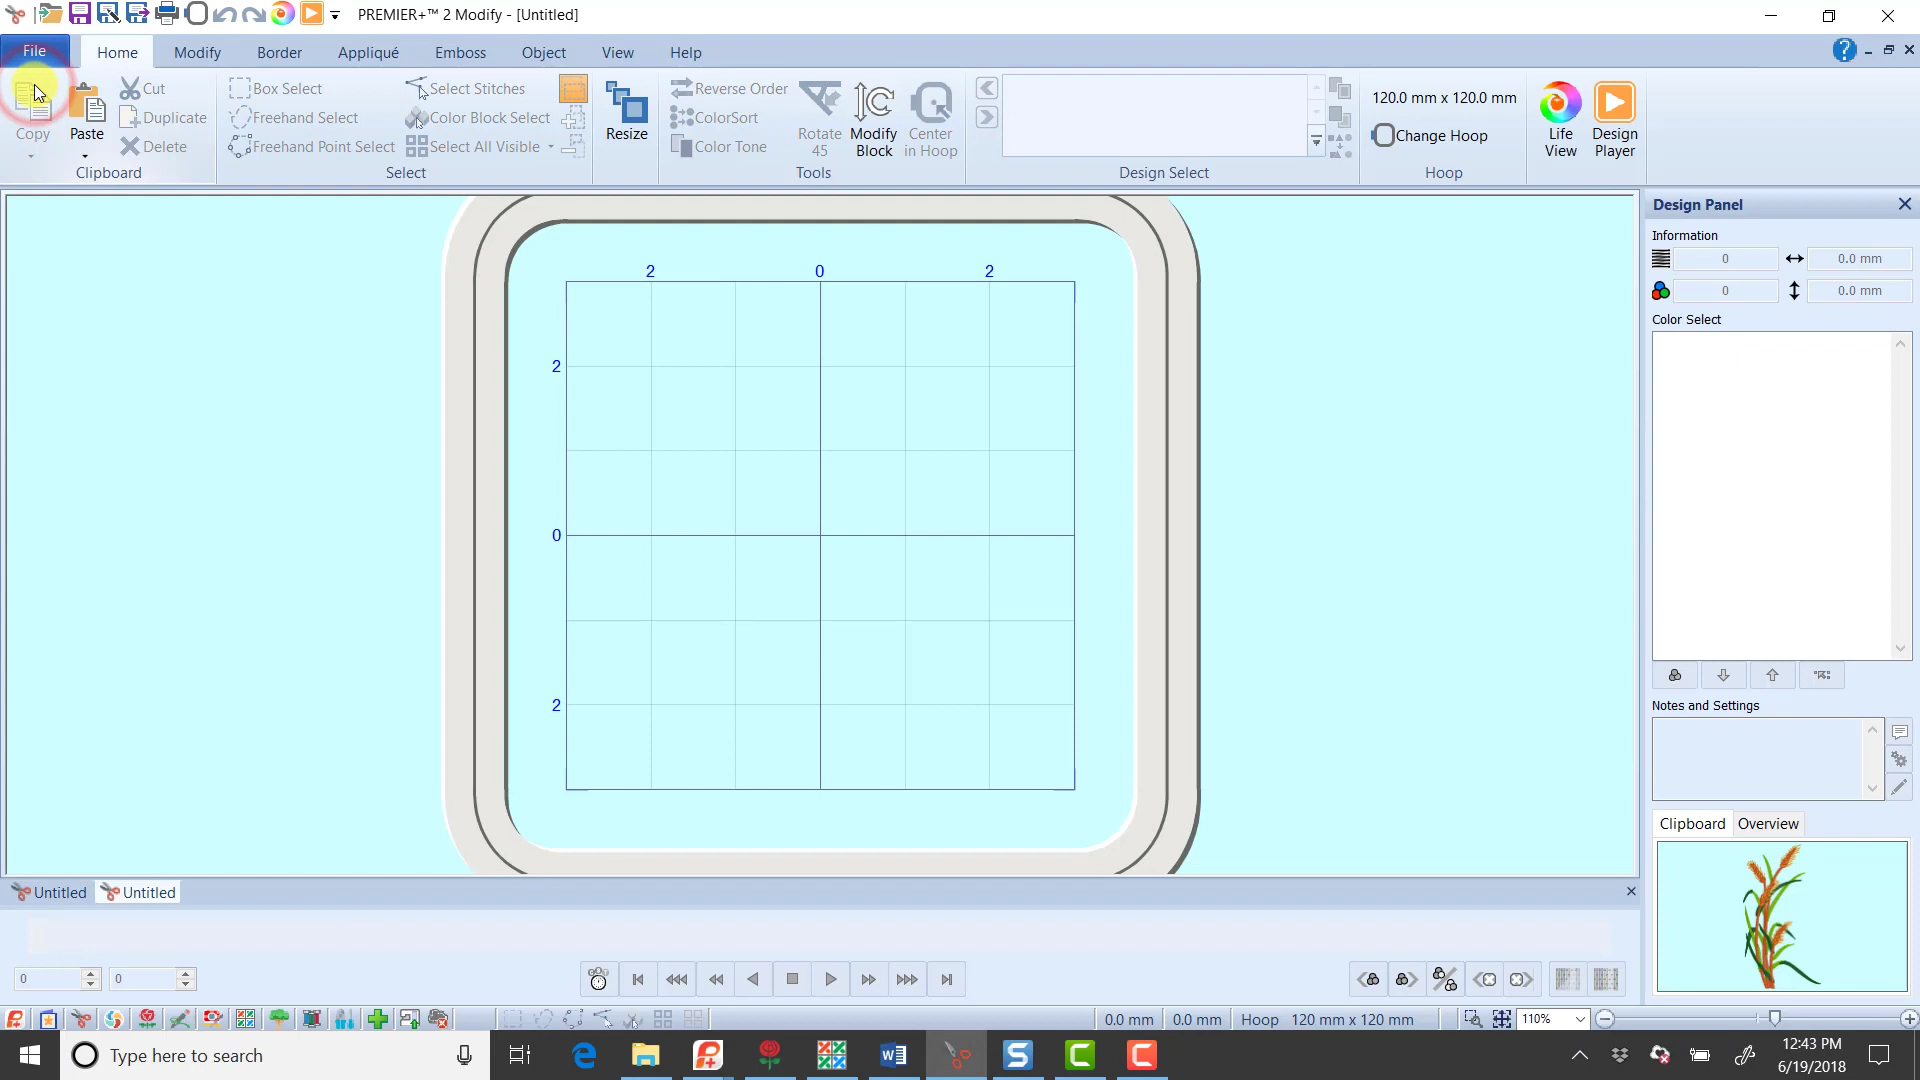 PREMIER+™ 2 Modify - [Untitled]
File Home Modify Border Appliqué Emboss Object View Help
Copy
Paste
Cut
Duplicate
Delete
Clipboard
Box Select
Freehand Select
Freehand Point Select
Select Stitches
Color Block Select
Select All Visible
Select
Resize
Reverse Order
ColorSort
Color Tone
Rotate
45
Modify
Block
Center
in Hoop
Tools
Design Select
120.0 mm x 120.0 mm
Change Hoop
Hoop
Life
View
Design
Player
2 0 2
2
0
2
Design Panel
Information
0 0.0 mm
0 0.0 mm
Color Select
Notes and Settings
Clipboard Overview
Untitled Untitled
0 0
0.0 mm 0.0 mm Hoop 120 mm x 120 mm 110%
Type here to search
12:43 PM
6/19/2018